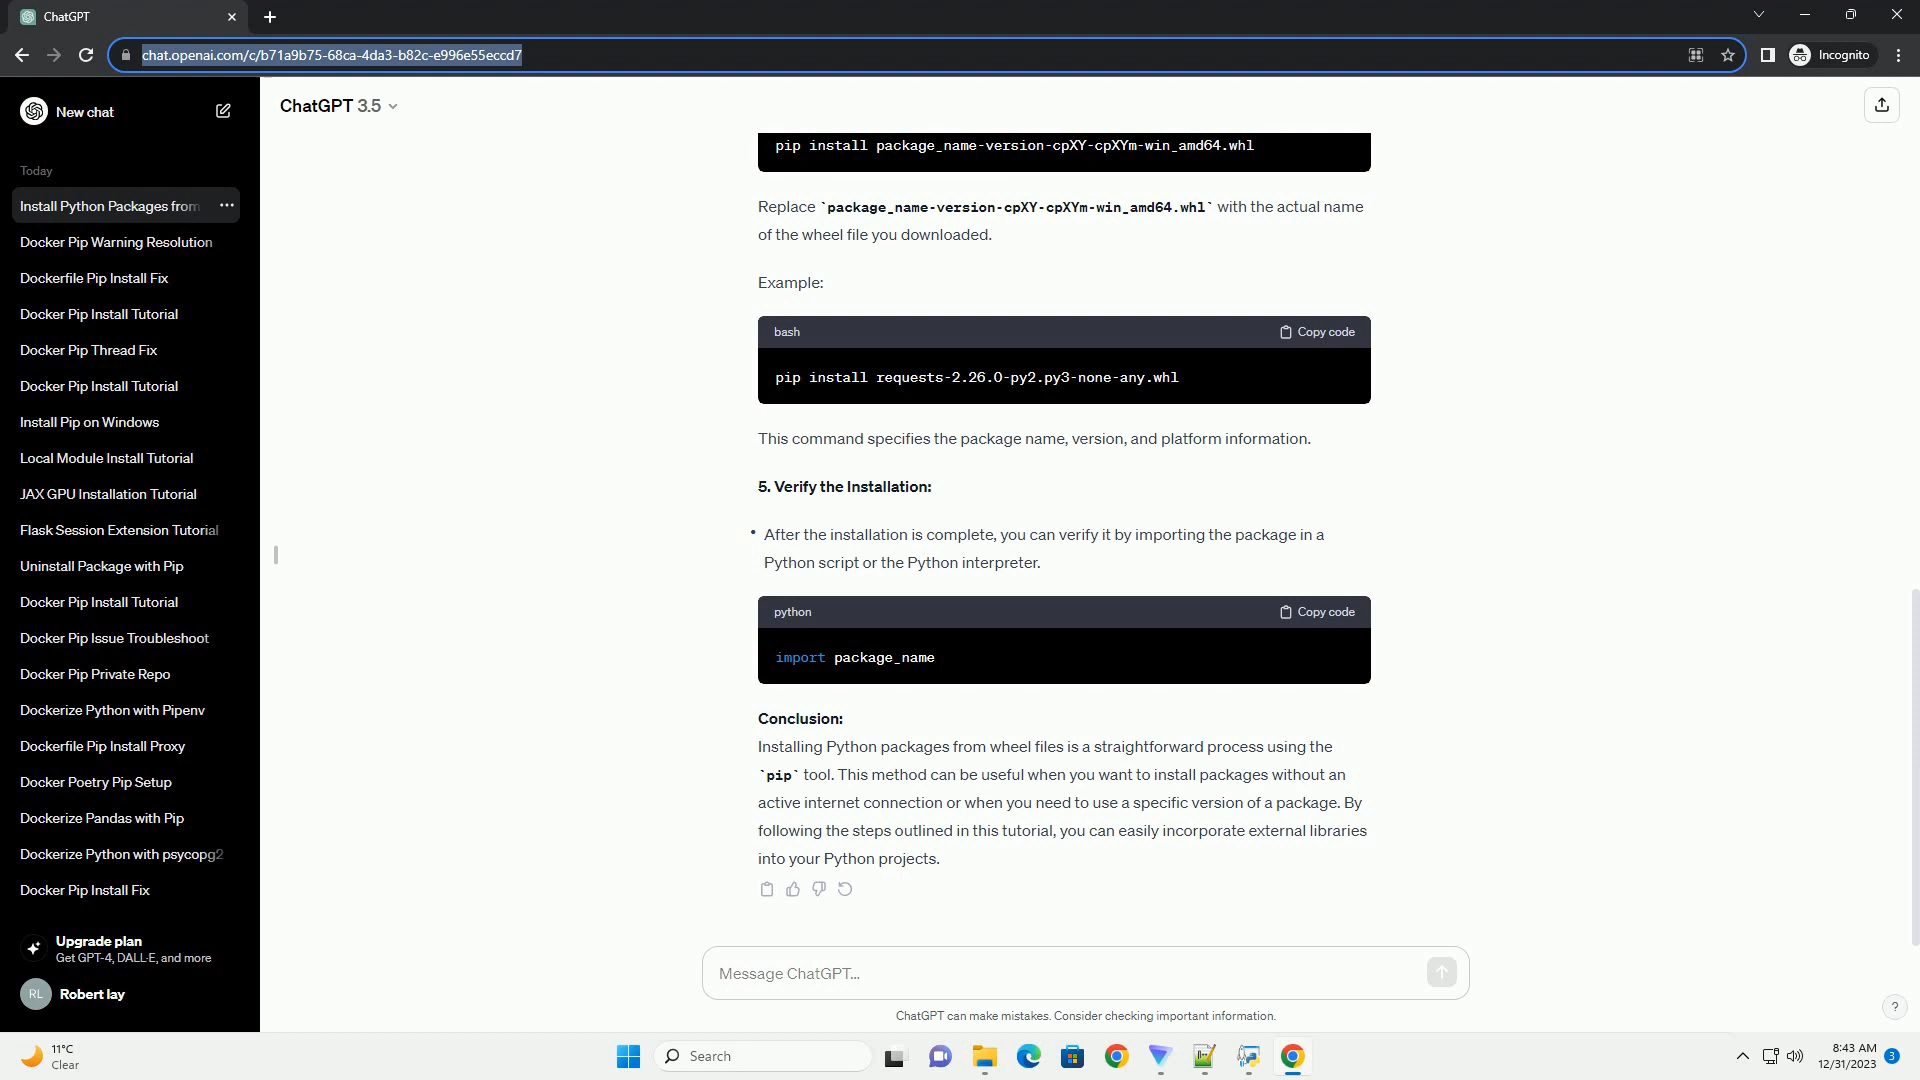 ChatGPT
chat.openai.com/c/b71a9b75-68ca-4da3-b82c-e996e55eccd7
Incognito
New chat
Today
Install Python Packages from
Docker Pip Warning Resolution
Dockerfile Pip Install Fix
Docker Pip Install Tutorial
Docker Pip Thread Fix
Docker Pip Install Tutorial
Install Pip on Windows
Local Module Install Tutorial
JAX GPU Installation Tutorial
Flask Session Extension Tutorial
Uninstall Package with Pip
Docker Pip Install Tutorial
Docker Pip Issue Troubleshoot
Docker Pip Private Repo
Dockerize Python with Pipenv
Dockerfile Pip Install Proxy
Docker Poetry Pip Setup
Dockerize Pandas with Pip
Dockerize Python with psycopg2
Docker Pip Install Fix
Upgrade plan
Get GPT-4, DALL·E, and more
RL Robert lay
ChatGPT 3.5
pip install package_name-version-cpXY-cpXYm-win_amd64.whl
Replace `package_name-version-cpXY-cpXYm-win_amd64.whl` with the actual name
of the wheel file you downloaded.
Example:
bash Copy code
pip install requests-2.26.0-py2.py3-none-any.whl
This command specifies the package name, version, and platform information.
5. Verify the Installation:
• After the installation is complete, you can verify it by importing the package in a
Python script or the Python interpreter.
python Copy code
import package_name
Conclusion:
Installing Python packages from wheel files is a straightforward process using the
`pip` tool. This method can be useful when you want to install packages without an
active internet connection or when you need to use a specific version of a package. By
following the steps outlined in this tutorial, you can easily incorporate external libraries
into your Python projects.
Message ChatGPT...
ChatGPT can make mistakes. Consider checking important information.
?
11°C
Clear
Search
8:43 AM
12/31/2023
3